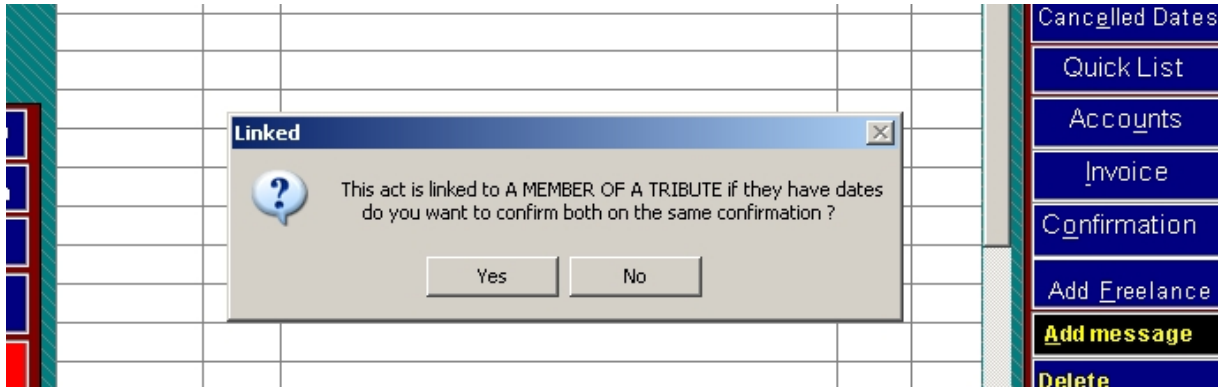 Cancelled Dates
Quick List
Accounts
Invoice
Confirmation
Add Freelance
Add message
Delete
Linked
This act is linked to A MEMBER OF A TRIBUTE if they have dates
do you want to confirm both on the same confirmation ?
Yes
No